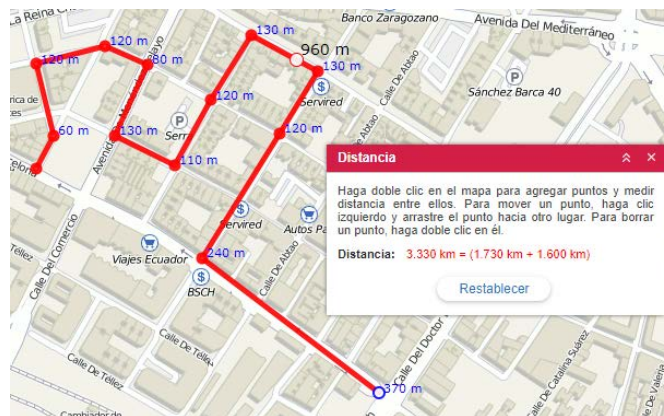 La Reina Cri
Banco Zaragozano
Avenida Del Mediterráneo
120 m
130 m
960 m
120 m
80 m
130 m
Calle De Abtao
P
Sánchez Barca 40
$
Servired
120 m
P
Serr
60 m
130 m
120 m
110 m
Celona
Distancia
Haga doble clic en el mapa para agregar puntos y medir
distancia entre ellos. Para mover un punto, haga clic
izquierdo y arrastre el punto hacia otro lugar. Para borrar
un punto, haga doble clic en él.
Distancia: 3.330 km = (1.730 km + 1.600 km)
Restablecer
Servired
Autos Pa
240 m
Viajes Ecuador
$
BSCH
Calle De Abtao
Calle Del Comercio
Calle De Téllez
Calle De Téllez
370 m
Calle Del Doctor
Calle De Catalina Suárez
Cambiador de